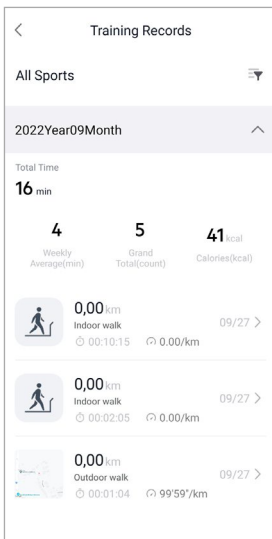 Training Records
All Sports
2022Year09Month
Total Time
16 min
4 5 41 kcal
Weekly Average(min) Grand Total(count) Calories(kcal)
0,00 km
Indoor walk 09/27
00:10:15 0.00/km
0,00 km
Indoor walk 09/27
00:02:05 0.00/km
0,00 km
Outdoor walk 09/27
00:01:04 99'59"/km